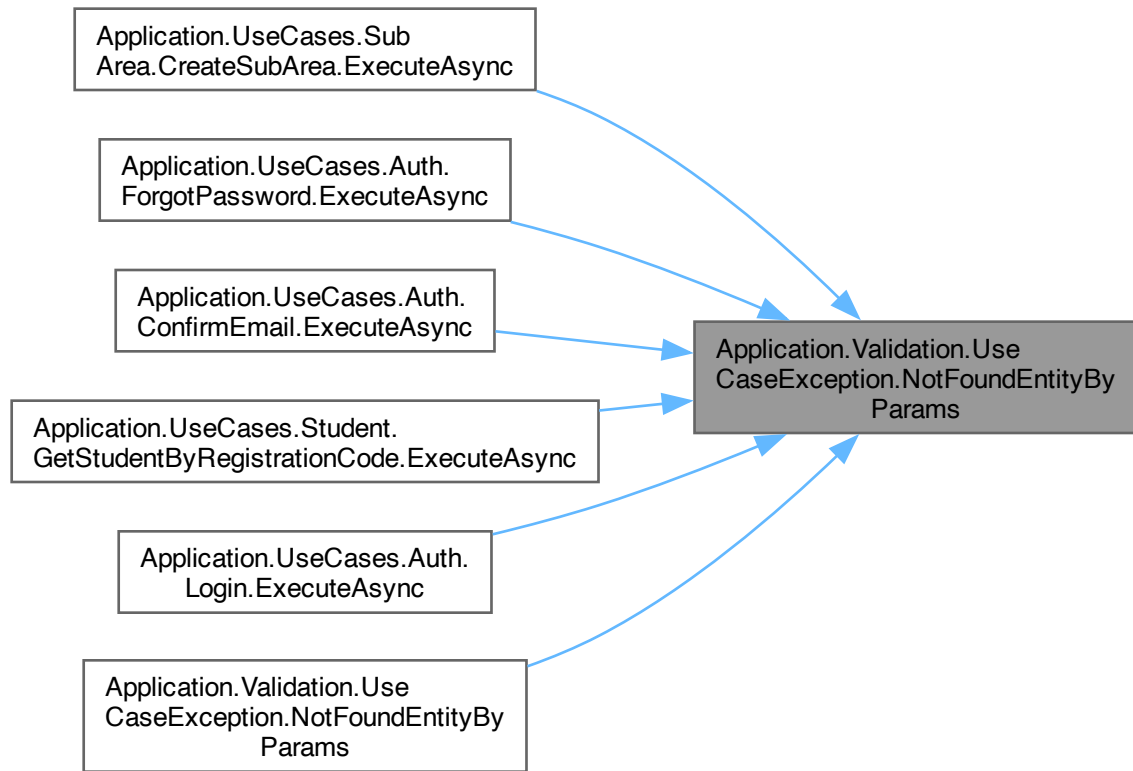 Application.UseCases.Sub
Area.CreateSubArea.ExecuteAsync
Application.UseCases.Auth.
ForgotPassword.ExecuteAsync
Application.UseCases.Auth.
ConfirmEmail.ExecuteAsync
Application.UseCases.Student.
GetStudentByRegistrationCode.ExecuteAsync
Application.UseCases.Auth.
Login.ExecuteAsync
Application.Validation.Use
CaseException.NotFoundEntityBy
Params
Application.Validation.Use
CaseException.NotFoundEntityBy
Params